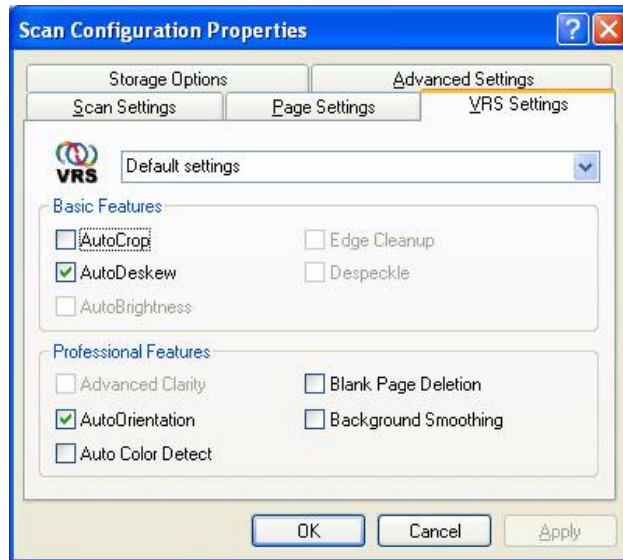 Scan Configuration Properties
Storage Options
Advanced Settings
Scan Settings
Page Settings
VRS Settings
VRS
Default settings
Basic Features
AutoCrop
Edge Cleanup
AutoDeskew
Despeckle
AutoBrightness
Professional Features
Advanced Clarity
Blank Page Deletion
AutoOrientation
Background Smoothing
Auto Color Detect
OK
Cancel
Apply